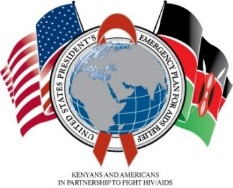 UNITED STATES PRESIDENT'S
EMERGENCY PLAN FOR AIDS RELIEF
KENYANS AND AMERICANS
IN PARTNERSHIP TO FIGHT HIV/AIDS